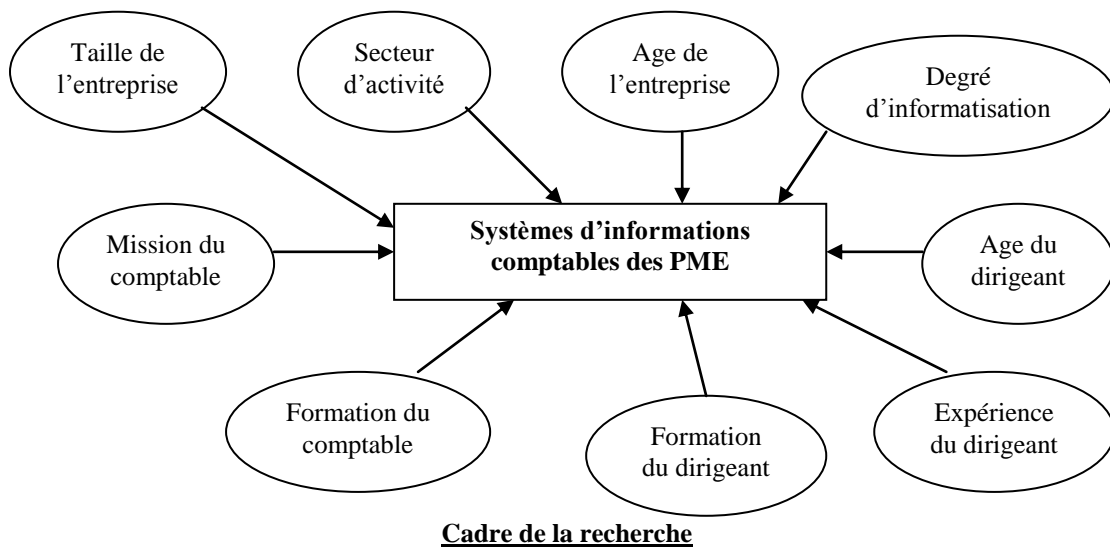 Taille de
l’entreprise
Secteur
d’activité
Age de
l’entreprise
Degré
d’informatisation
Mission du
comptable
Systèmes d’informations
comptables des PME
Age du
dirigeant
Formation du
comptable
Formation
du dirigeant
Expérience
du dirigeant
Cadre de la recherche